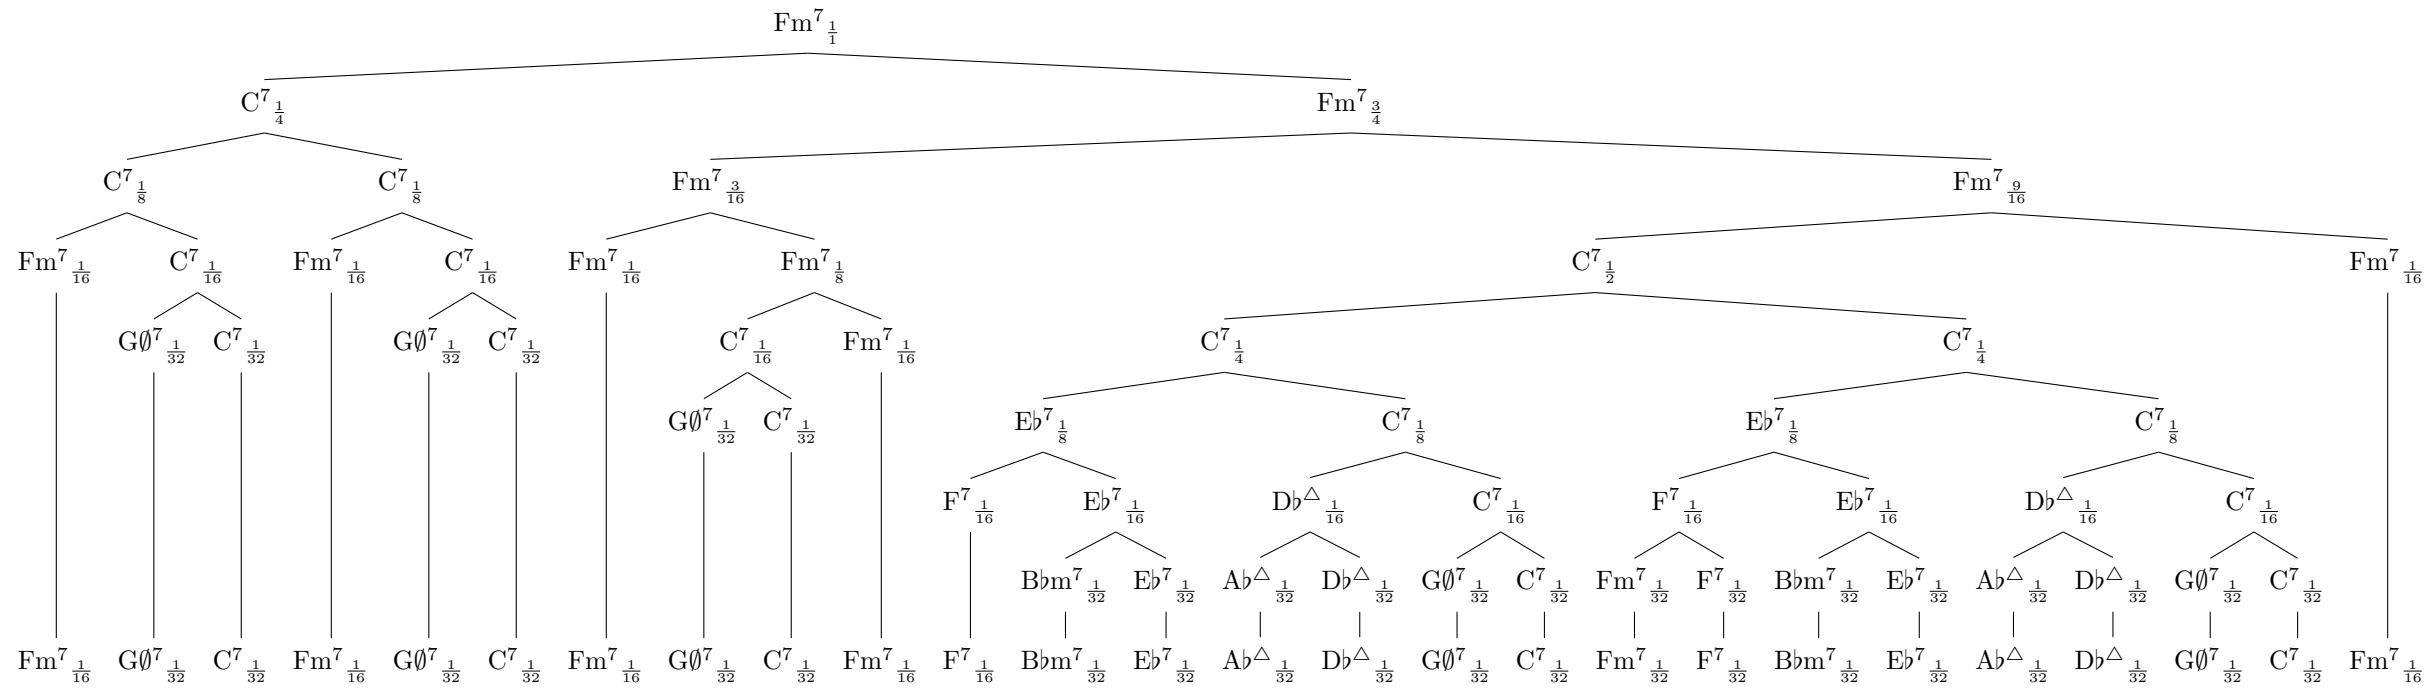 Fm⁷ 1/1
C⁷ 1/4 Fm⁷ 3/4
C⁷ 1/8 C⁷ 1/8 Fm⁷ 3/16 Fm⁷ 9/16
Fm⁷ 1/16 C⁷ 1/16 Fm⁷ 1/16 C⁷ 1/16 Fm⁷ 1/16 Fm⁷ 1/8 C⁷ 1/2 Fm⁷ 1/16
G∅⁷ 1/32 C⁷ 1/32 G∅⁷ 1/32 C⁷ 1/32 C⁷ 1/16 Fm⁷ 1/16 C⁷ 1/4 C⁷ 1/4
G∅⁷ 1/32 C⁷ 1/32 E♭⁷ 1/8 C⁷ 1/8 E♭⁷ 1/8 C⁷ 1/8
F⁷ 1/16 E♭⁷ 1/16 D♭△ 1/16 C⁷ 1/16 F⁷ 1/16 E♭⁷ 1/16 D♭△ 1/16 C⁷ 1/16
B♭m⁷ 1/32 E♭⁷ 1/32 A♭△ 1/32 D♭△ 1/32 G∅⁷ 1/32 C⁷ 1/32 Fm⁷ 1/32 F⁷ 1/32 B♭m⁷ 1/32 E♭⁷ 1/32 A♭△ 1/32 D♭△ 1/32 G∅⁷ 1/32 C⁷ 1/32
Fm⁷ 1/16 G∅⁷ 1/32 C⁷ 1/32 Fm⁷ 1/16 G∅⁷ 1/32 C⁷ 1/32 Fm⁷ 1/16 G∅⁷ 1/32 C⁷ 1/32 Fm⁷ 1/16 F⁷ 1/16 B♭m⁷ 1/32 E♭⁷ 1/32 A♭△ 1/32 D♭△ 1/32 G∅⁷ 1/32 C⁷ 1/32 Fm⁷ 1/32 F⁷ 1/32 B♭m⁷ 1/32 E♭⁷ 1/32 A♭△ 1/32 D♭△ 1/32 G∅⁷ 1/32 C⁷ 1/32 Fm⁷ 1/16